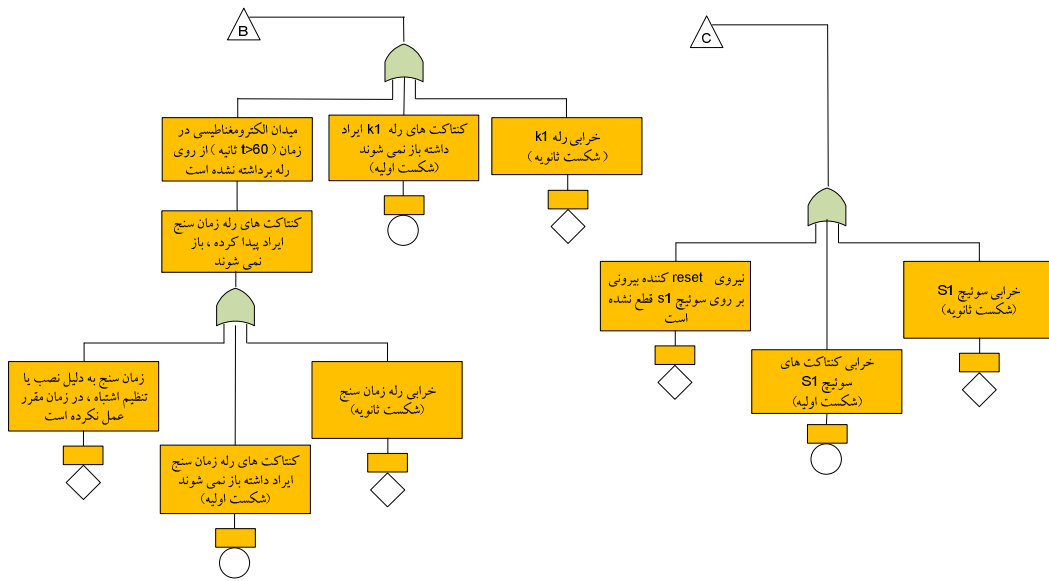 B
C
میدان الکترومغناطیسی در
زمان ( t>60 ثانیه ) از روی
رله برداشته نشده است
کنتاکت های رله k1 ایراد
داشته باز نمی شوند
(شکست اولیه)
خرابی رله k1
( شکست ثانویه )
کنتاکت های رله زمان سنج
ایراد پیدا کرده ، باز
نمی شوند
زمان سنج به دلیل نصب یا
تنظیم اشتباه ، در زمان مقرر
عمل نکرده است
کنتاکت های رله زمان سنج
ایراد داشته باز نمی شوند
(شکست اولیه)
خرابی رله زمان سنج
(شکست ثانویه)
نیروی reset کننده بیرونی
بر روی سوئیچ s1 قطع نشده
است
خرابی کنتاکت های
سوئیچ S1
(شکست اولیه)
خرابی سوئیچ S1
(شکست ثانویه)